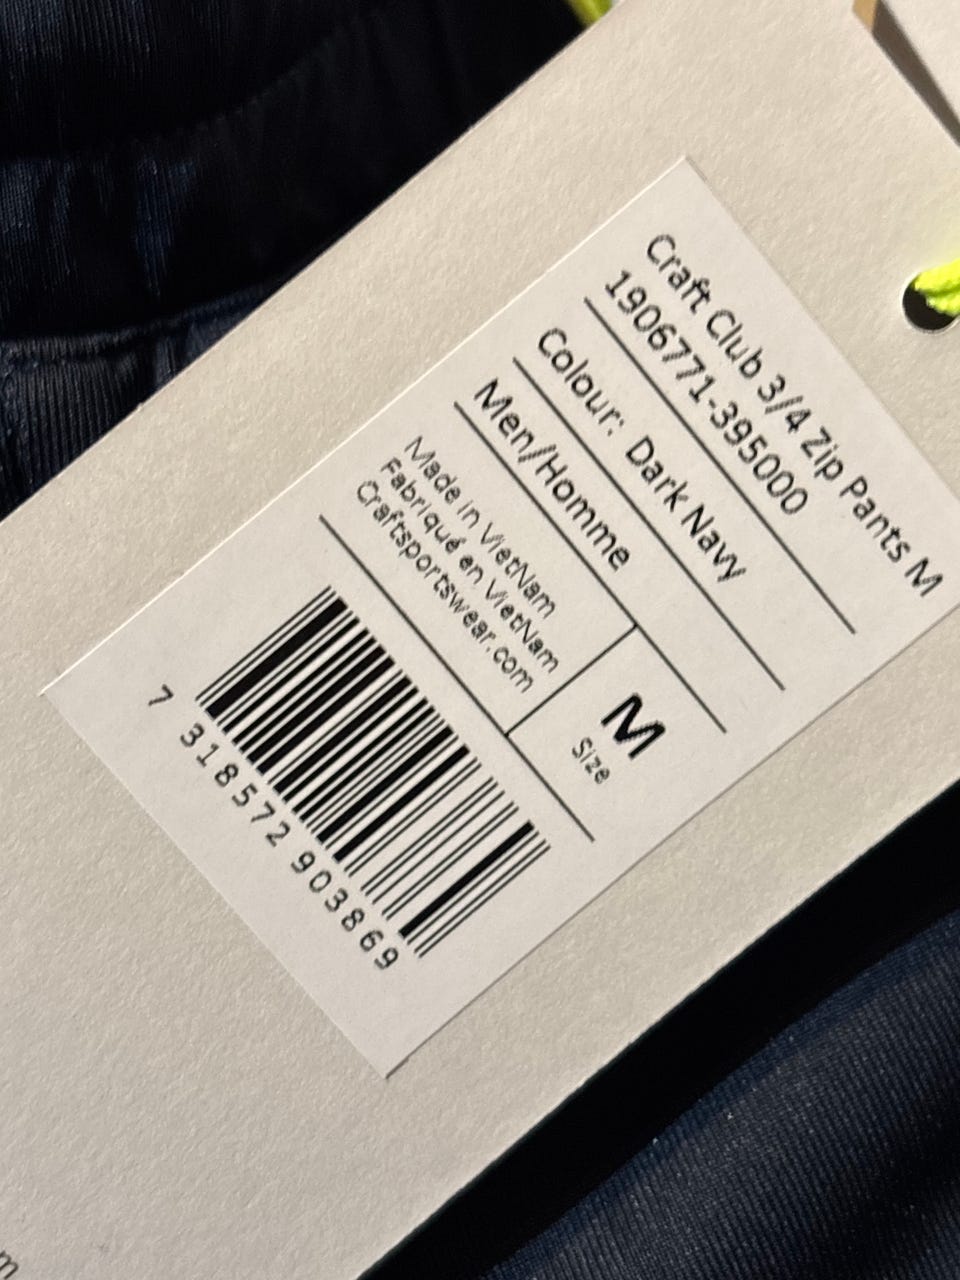 Craft Club 3/4 Zip Pants M
1906771-395000
Colour: Dark Navy
Men/Homme
Made in VietNam
Fabriqué en VietNam
Craftsportswear.com
M
Size
7 318572 903869
m